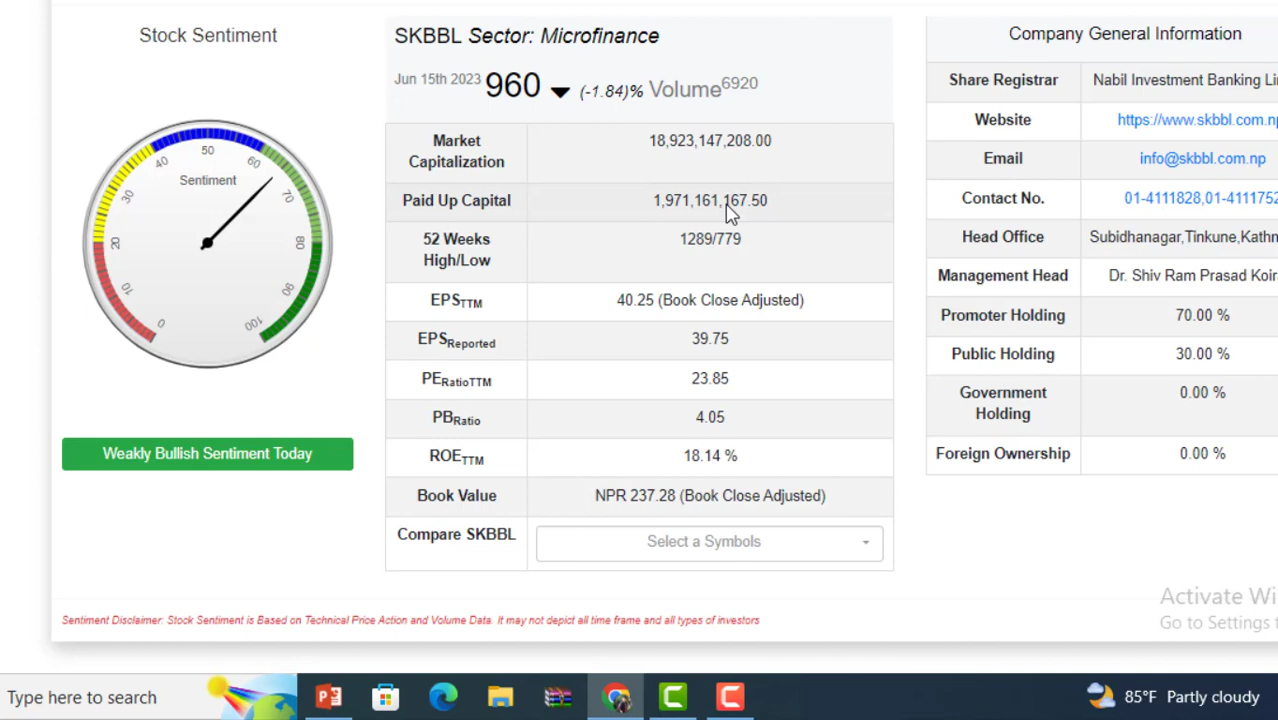 Stock Sentiment
0
10
20
30
40
50
60
70
80
90
100
Sentiment
Weakly Bullish Sentiment Today
SKBBL Sector: Microfinance
Jun 15th 2023 960 (-1.84)% Volume6920
Market Capitalization 18,923,147,208.00
Paid Up Capital 1,971,161,167.50
52 Weeks High/Low 1289/779
EPSTTM 40.25 (Book Close Adjusted)
EPSReported 39.75
PERatioTTM 23.85
PBRatio 4.05
ROETTM 18.14 %
Book Value NPR 237.28 (Book Close Adjusted)
Compare SKBBL Select a Symbols
Company General Information
Share Registrar Nabil Investment Banking
Website https://www.skbbl.com.np
Email info@skbbl.com.np
Contact No. 01-4111828,01-4111752
Head Office Subidhanagar,Tinkune,
Management Head Dr. Shiv Ram Prasad
Promoter Holding 70.00 %
Public Holding 30.00 %
Government Holding 0.00 %
Foreign Ownership 0.00 %
Sentiment Disclaimer: Stock Sentiment is Based on Technical Price Action and Volume Data. It may not depict all time frame and all types of investors
Activate
Go to Settings
Type here to search
85°F Partly cloudy